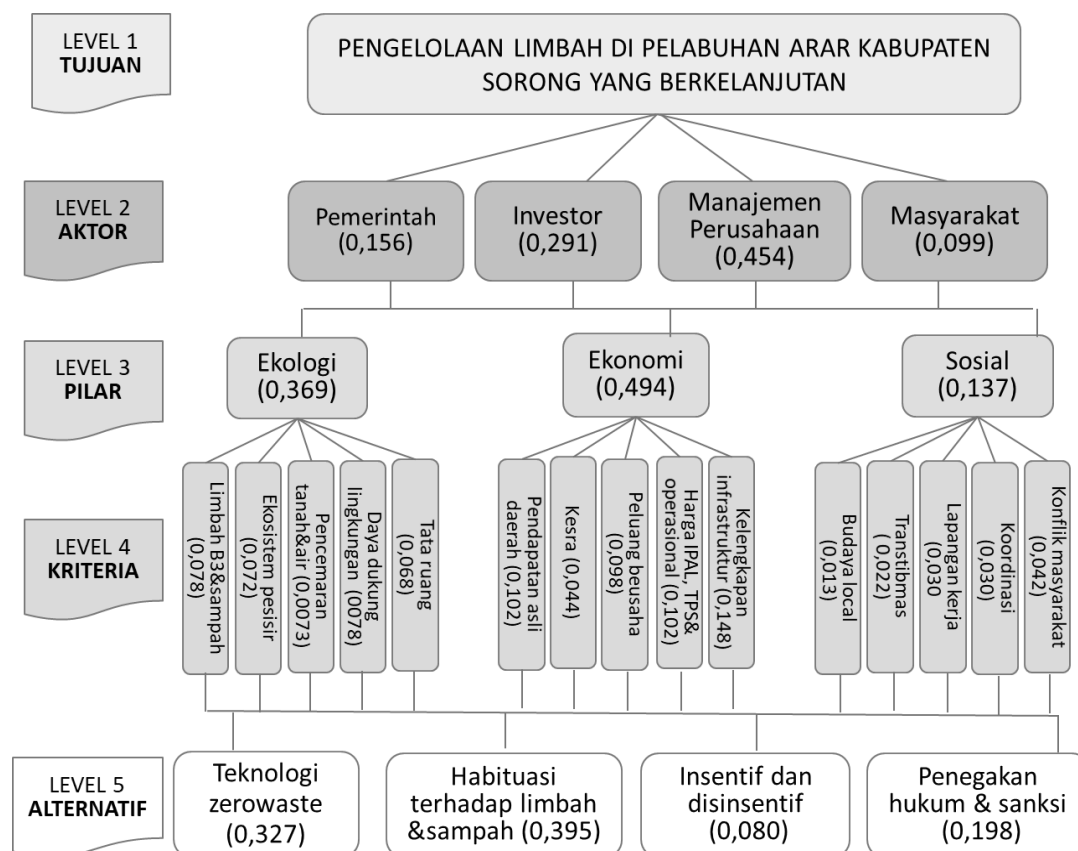 LEVEL 1
TUJUAN
PENGELOLAAN LIMBAH DI PELABUHAN ARAR KABUPATEN
SORONG YANG BERKELANJUTAN
LEVEL 2
AKTOR
Pemerintah
(0,156)
Investor
(0,291)
Manajemen
Perusahaan
(0,454)
Masyarakat
(0,099)
LEVEL 3
PILAR
Ekologi
(0,369)
Ekonomi
(0,494)
Sosial
(0,137)
LEVEL 4
KRITERIA
Limbah B3&sampah
(0,078)
Ekosistem pesisir
(0,072)
Pencemaran
tanah&air (0,0073)
Daya dukung
lingkungan (0078)
Tata ruang
(0,068)
Pendapatan asli
daerah (0,102)
Kesra (0,044)
Peluang beusaha
(0,098)
Harga IPAL, TPS&
operasional (0,102)
Kelengkapan
infrastruktur (0,148)
Budaya local
(0,013)
Transtibmas
(0,022)
Lapangan kerja
(0,030
Koordinasi
(0,030)
Konflik masyarakat
(0,042)
LEVEL 5
ALTERNATIF
Teknologi
zerowaste
(0,327)
Habituasi
terhadap limbah
&sampah (0,395)
Insentif dan
disinsentif
(0,080)
Penegakan
hukum & sanksi
(0,198)